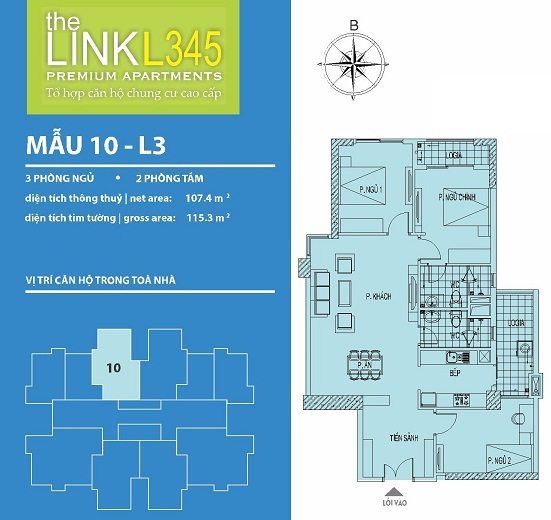 the
LINKL345
PREMIUM APARTMENTS
Tổ hợp căn hộ chung cư cao cấp
MẪU 10 - L3
3 PHÒNG NGỦ • 2 PHÒNG TẮM
diện tích thông thuỷ | net area: 107.4 m²
diện tích tim tường | gross area: 115.3 m²
VỊ TRÍ CĂN HỘ TRONG TOÀ NHÀ
10
B
LOGIA
P. NGỦ 1
P. NGỦ CHÍNH
P. KHÁCH
WC
WC
LOGIA
P. ĂN
BẾP
TIỀN SẢNH
P. NGỦ 2
LỐI VÀO